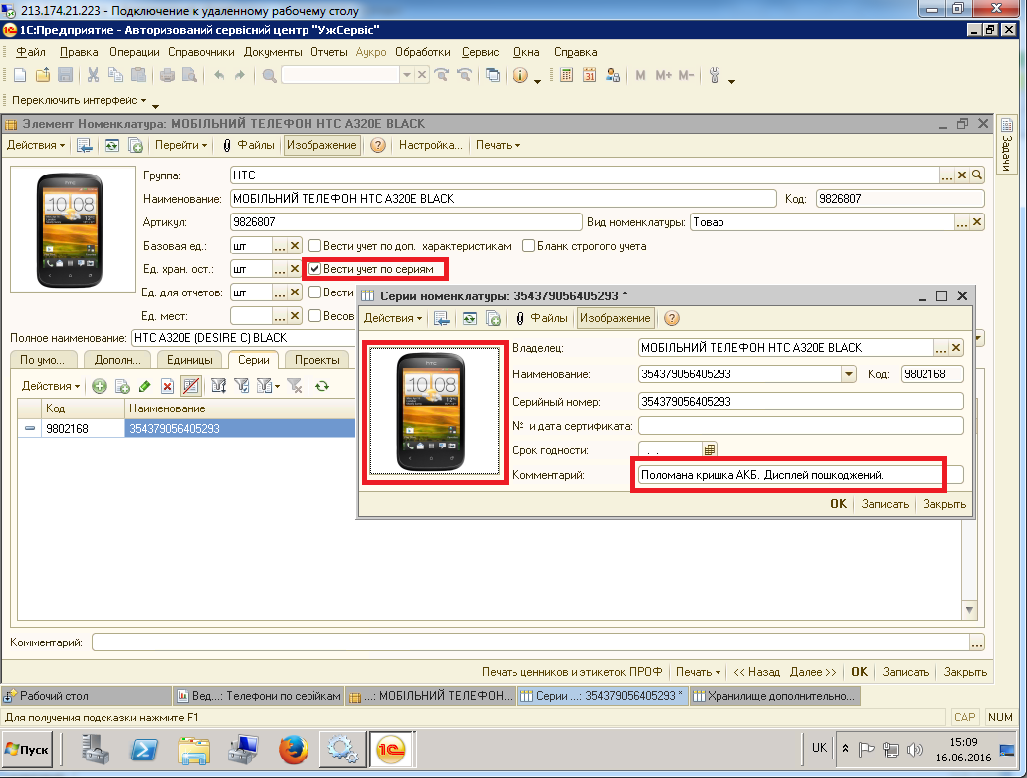 213.174.21.223 - Подключение к удаленному рабочему столу
1С:Предприятие - Авторизований сервісний центр "УжСервіс"
Файл Правка Операции Справочники Документы Отчеты Аукро Обработки Сервис Окна Справка
М М+ М-
Переключить интерфейс
Элемент Номенклатура: МОБІЛЬНИЙ ТЕЛЕФОН HTC A320E BLACK
Действия Перейти Файлы Изображение Настройка... Печать
Задачи
Группа: HTC
Наименование: МОБІЛЬНИЙ ТЕЛЕФОН HTC A320E BLACK Код: 9826807
Артикул: 9826807 Вид номенклатуры: Товар
Базовая ед.: шт Вести учет по доп. характеристикам Бланк строгого учета
Ед. хран. ост.: шт Вести учет по сериям
Ед. для отчетов: шт Вести
Ед. мест: Весов
Полное наименование: HTC A320E (DESIRE C) BLACK
По умо... Дополн... Единицы Серии Проекты
Действия
Код Наименование
9802168 354379056405293
Серии номенклатуры: 354379056405293 *
Действия Файлы Изображение
Владелец: МОБІЛЬНИЙ ТЕЛЕФОН HTC A320E BLACK
Наименование: 354379056405293 Код: 9802168
Серийный номер: 354379056405293
№ и дата сертификата:
Срок годности: . .
Комментарий: Поломана кришка АКБ. Дисплей пошкоджений.
OK Записать Закрыть
Комментарий:
Печать ценников и этикеток ПРОФ Печать << Назад Далее >> OK Записать Закрыть
Рабочий стол Вед...: Телефони по серійкам ...: МОБІЛЬНИЙ ТЕЛЕФОН... Серии ...: 354379056405293 * Хранилище дополнительно...
Для получения подсказки нажмите F1 CAP NUM
Пуск UK 15:09
16.06.2016